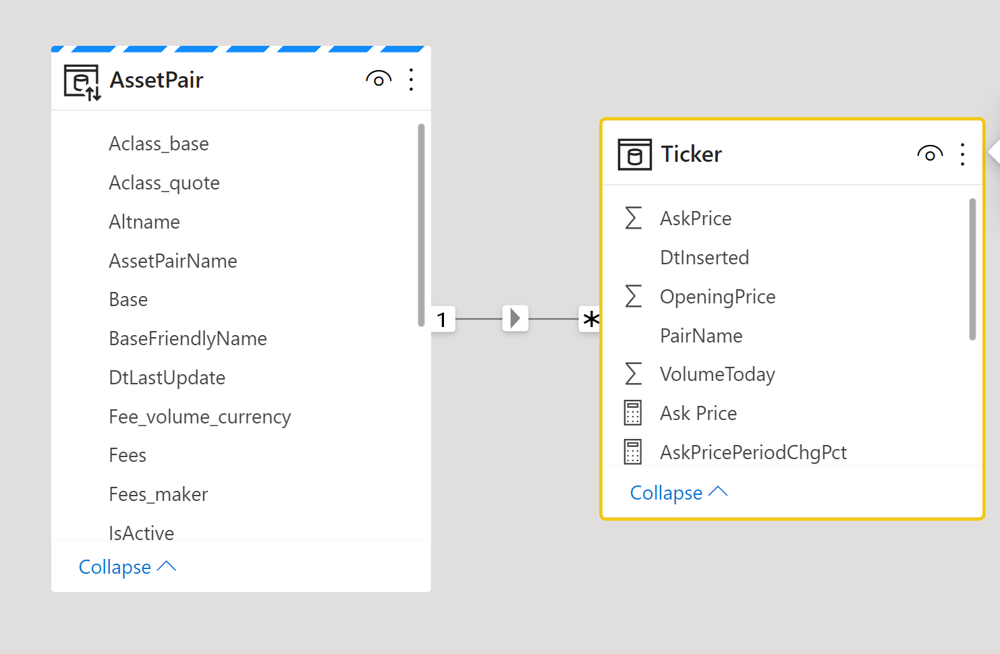 AssetPair
Aclass_base
Aclass_quote
Altname
AssetPairName
Base
BaseFriendlyName
DtLastUpdate
Fee_volume_currency
Fees
Fees_maker
IsActive
Collapse
1
*
Ticker
AskPrice
DtInserted
OpeningPrice
PairName
VolumeToday
Ask Price
AskPricePeriodChgPct
Collapse